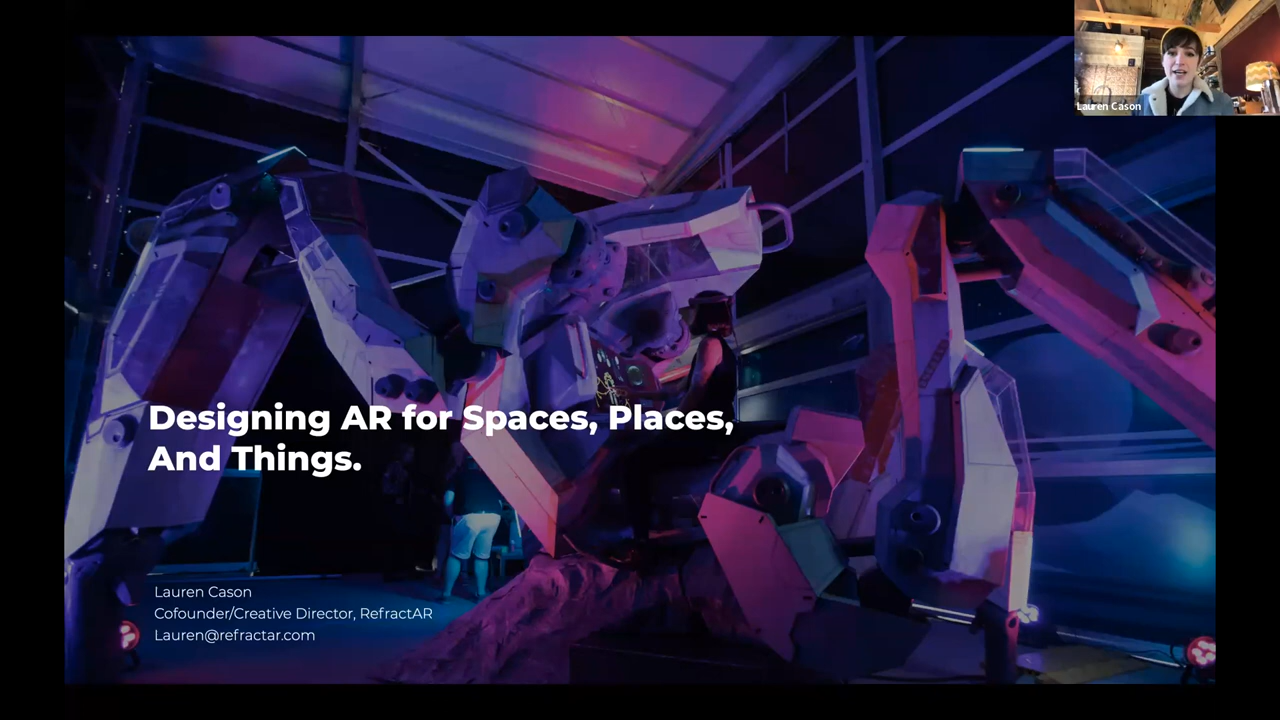 Lauren Cason
Designing AR for Spaces, Places,
And Things.
Lauren Cason
Cofounder/Creative Director, RefractAR
Lauren@refractar.com